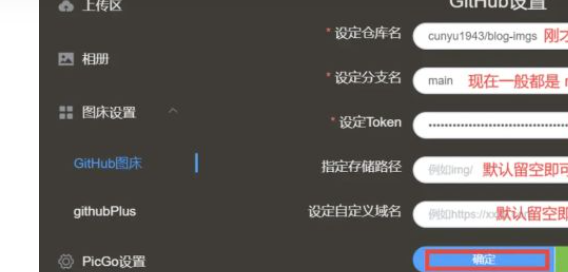 上传区
相册
图床设置
GitHub图床
githubPlus
PicGo设置
GitHub设置
* 设定仓库名 cunyu1943/blog-imgs 刚才
* 设定分支名 main 现在一般都是
* 设定Token
指定存储路径 例如img/ 默认留空即可
设定自定义域名 例如https:// 默认留空即
确定